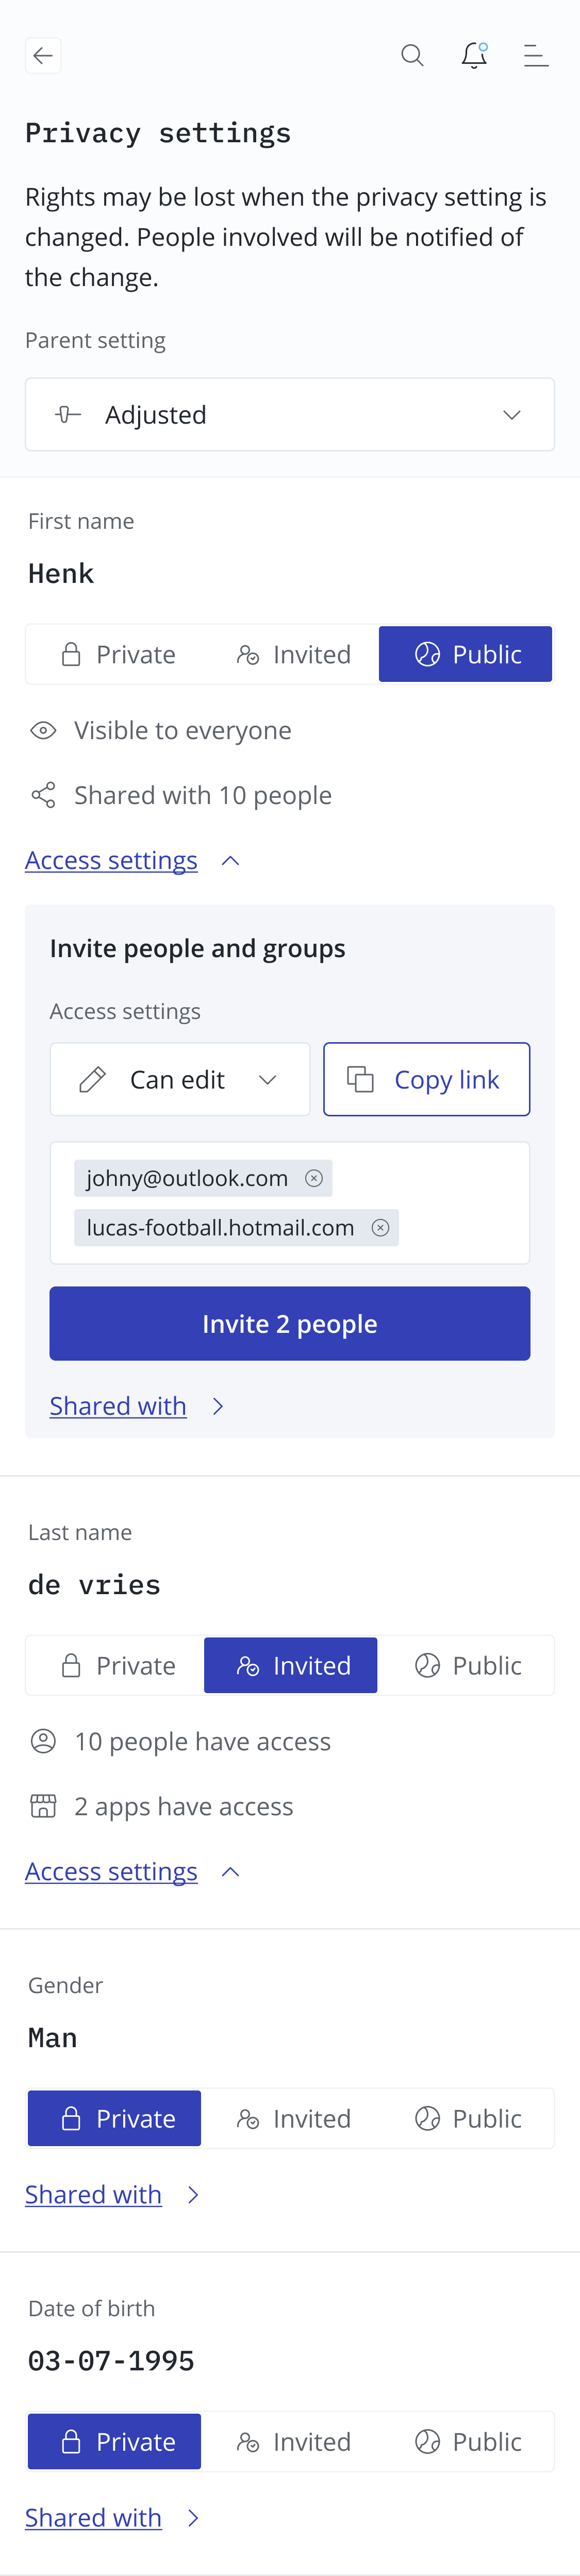 Privacy settings
Rights may be lost when the privacy setting is
changed. People involved will be notified of
the change.
Parent setting
Adjusted
First name
Henk
Private Invited Public
Visible to everyone
Shared with 10 people
Access settings
Invite people and groups
Access settings
Can edit Copy link
johny@outlook.com
lucas-football.hotmail.com
Invite 2 people
Shared with
Last name
de vries
Private Invited Public
10 people have access
2 apps have access
Access settings
Gender
Man
Private Invited Public
Shared with
Date of birth
03-07-1995
Private Invited Public
Shared with